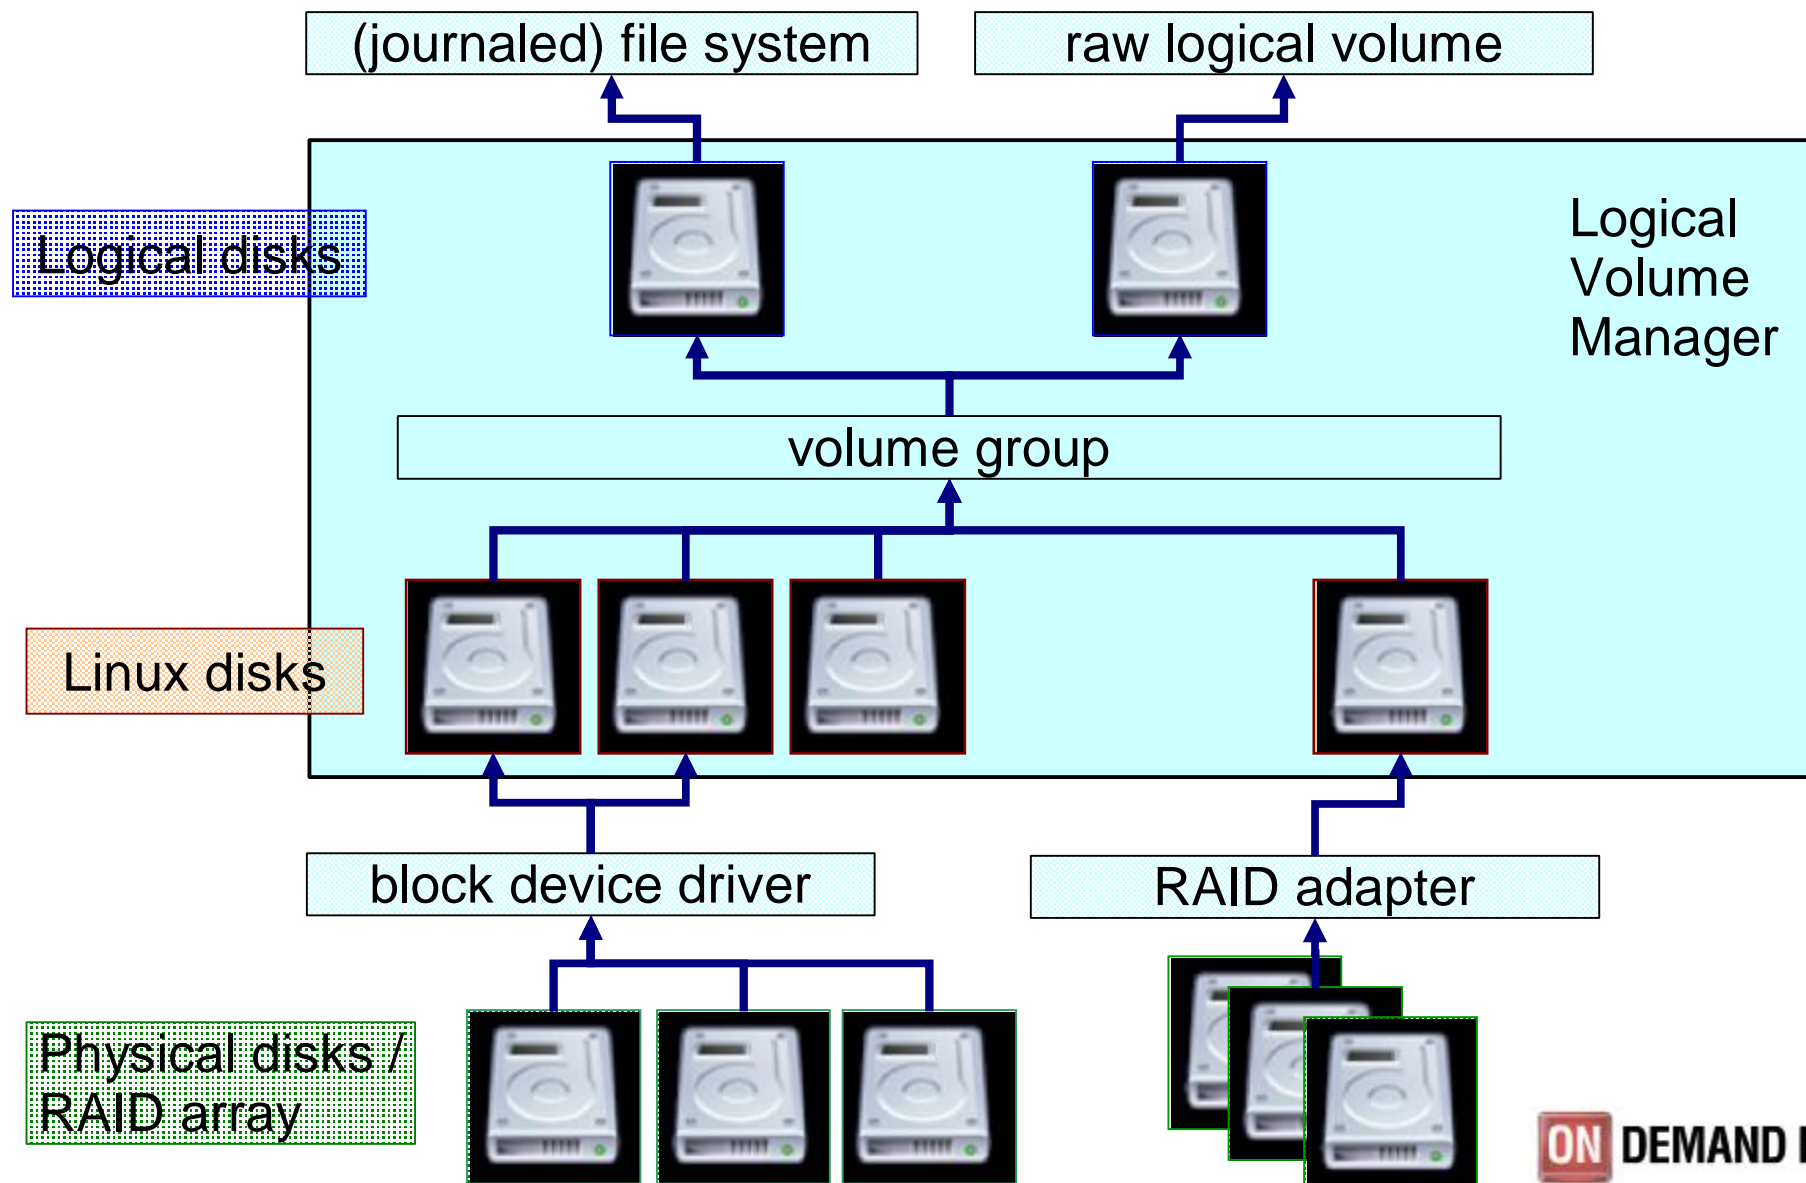 (journaled) file system
raw logical volume
Logical disks
Logical
Volume
Manager
volume group
Linux disks
block device driver
RAID adapter
Physical disks /
RAID array
ON DEMAND